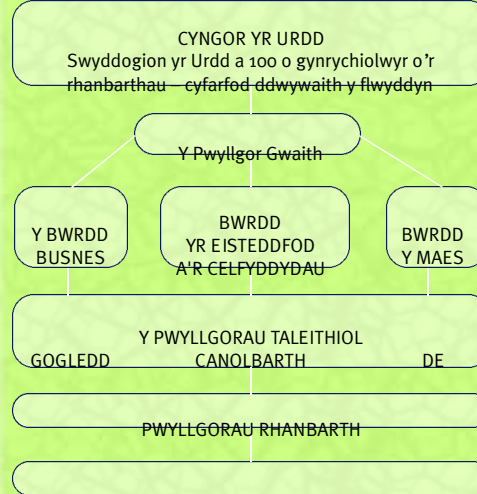 CYNGOR YR URDD
Swyddogion yr Urdd a 100 o gynrychiolwyr o'r
rhanbarthau – cyfarfod ddwywaith y flwyddyn
Y Pwyllgor Gwaith
Y BWRDD
BUSNES
BWRDD
YR EISTEDDFOD
A'R CELFYDDYDAU
BWRDD
Y MAES
Y PWYLLGORAU TALEITHIOL
GOGLEDD CANOLBARTH DE
PWYLLGORAU RHANBARTH